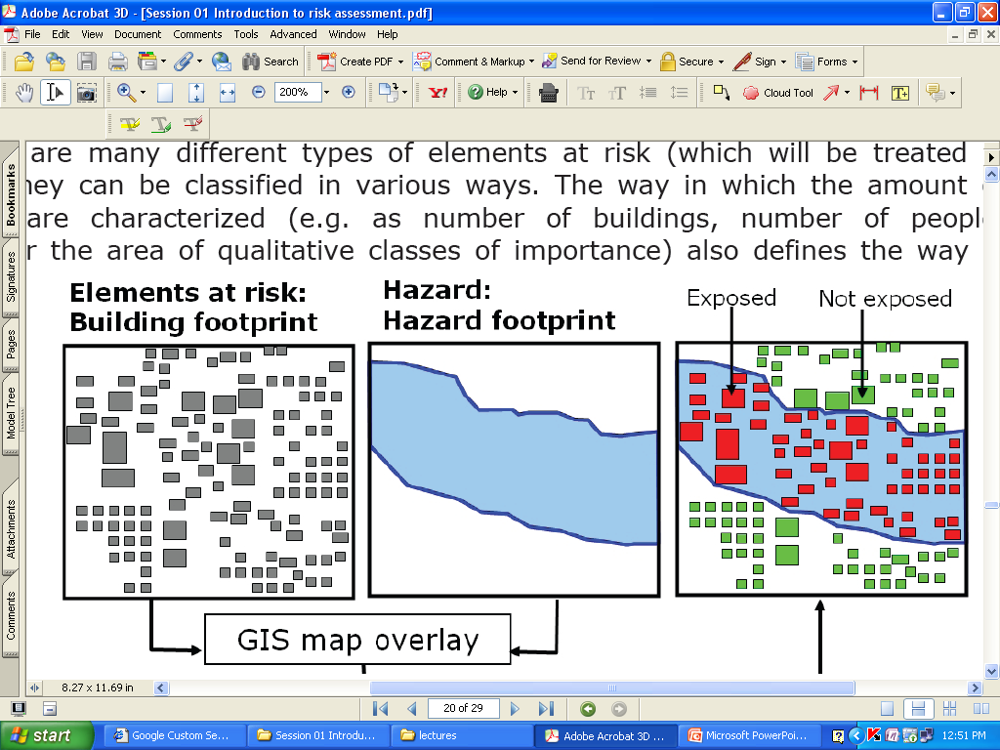 Adobe Acrobat 3D - [Session 01 Introduction to risk assessment.pdf]
File Edit View Document Comments Tools Advanced Window Help
Search Create PDF Comment & Markup Send for Review Secure Sign Forms
200% Y! Help Cloud Tool
Bookmarks
Signatures
Pages
Model Tree
Attachments
Comments
are many different types of elements at risk (which will be treated
hey can be classified in various ways. The way in which the amount
are characterized (e.g. as number of buildings, number of peopl
r the area of qualitative classes of importance) also defines the way
Elements at risk:
Building footprint
Hazard:
Hazard footprint
Exposed
Not exposed
GIS map overlay
8.27 x 11.69 in
20 of 29
start Google Custom Se... Session 01 Introdu... lectures Adobe Acrobat 3D ... Microsoft PowerPoi... 12:51 PM